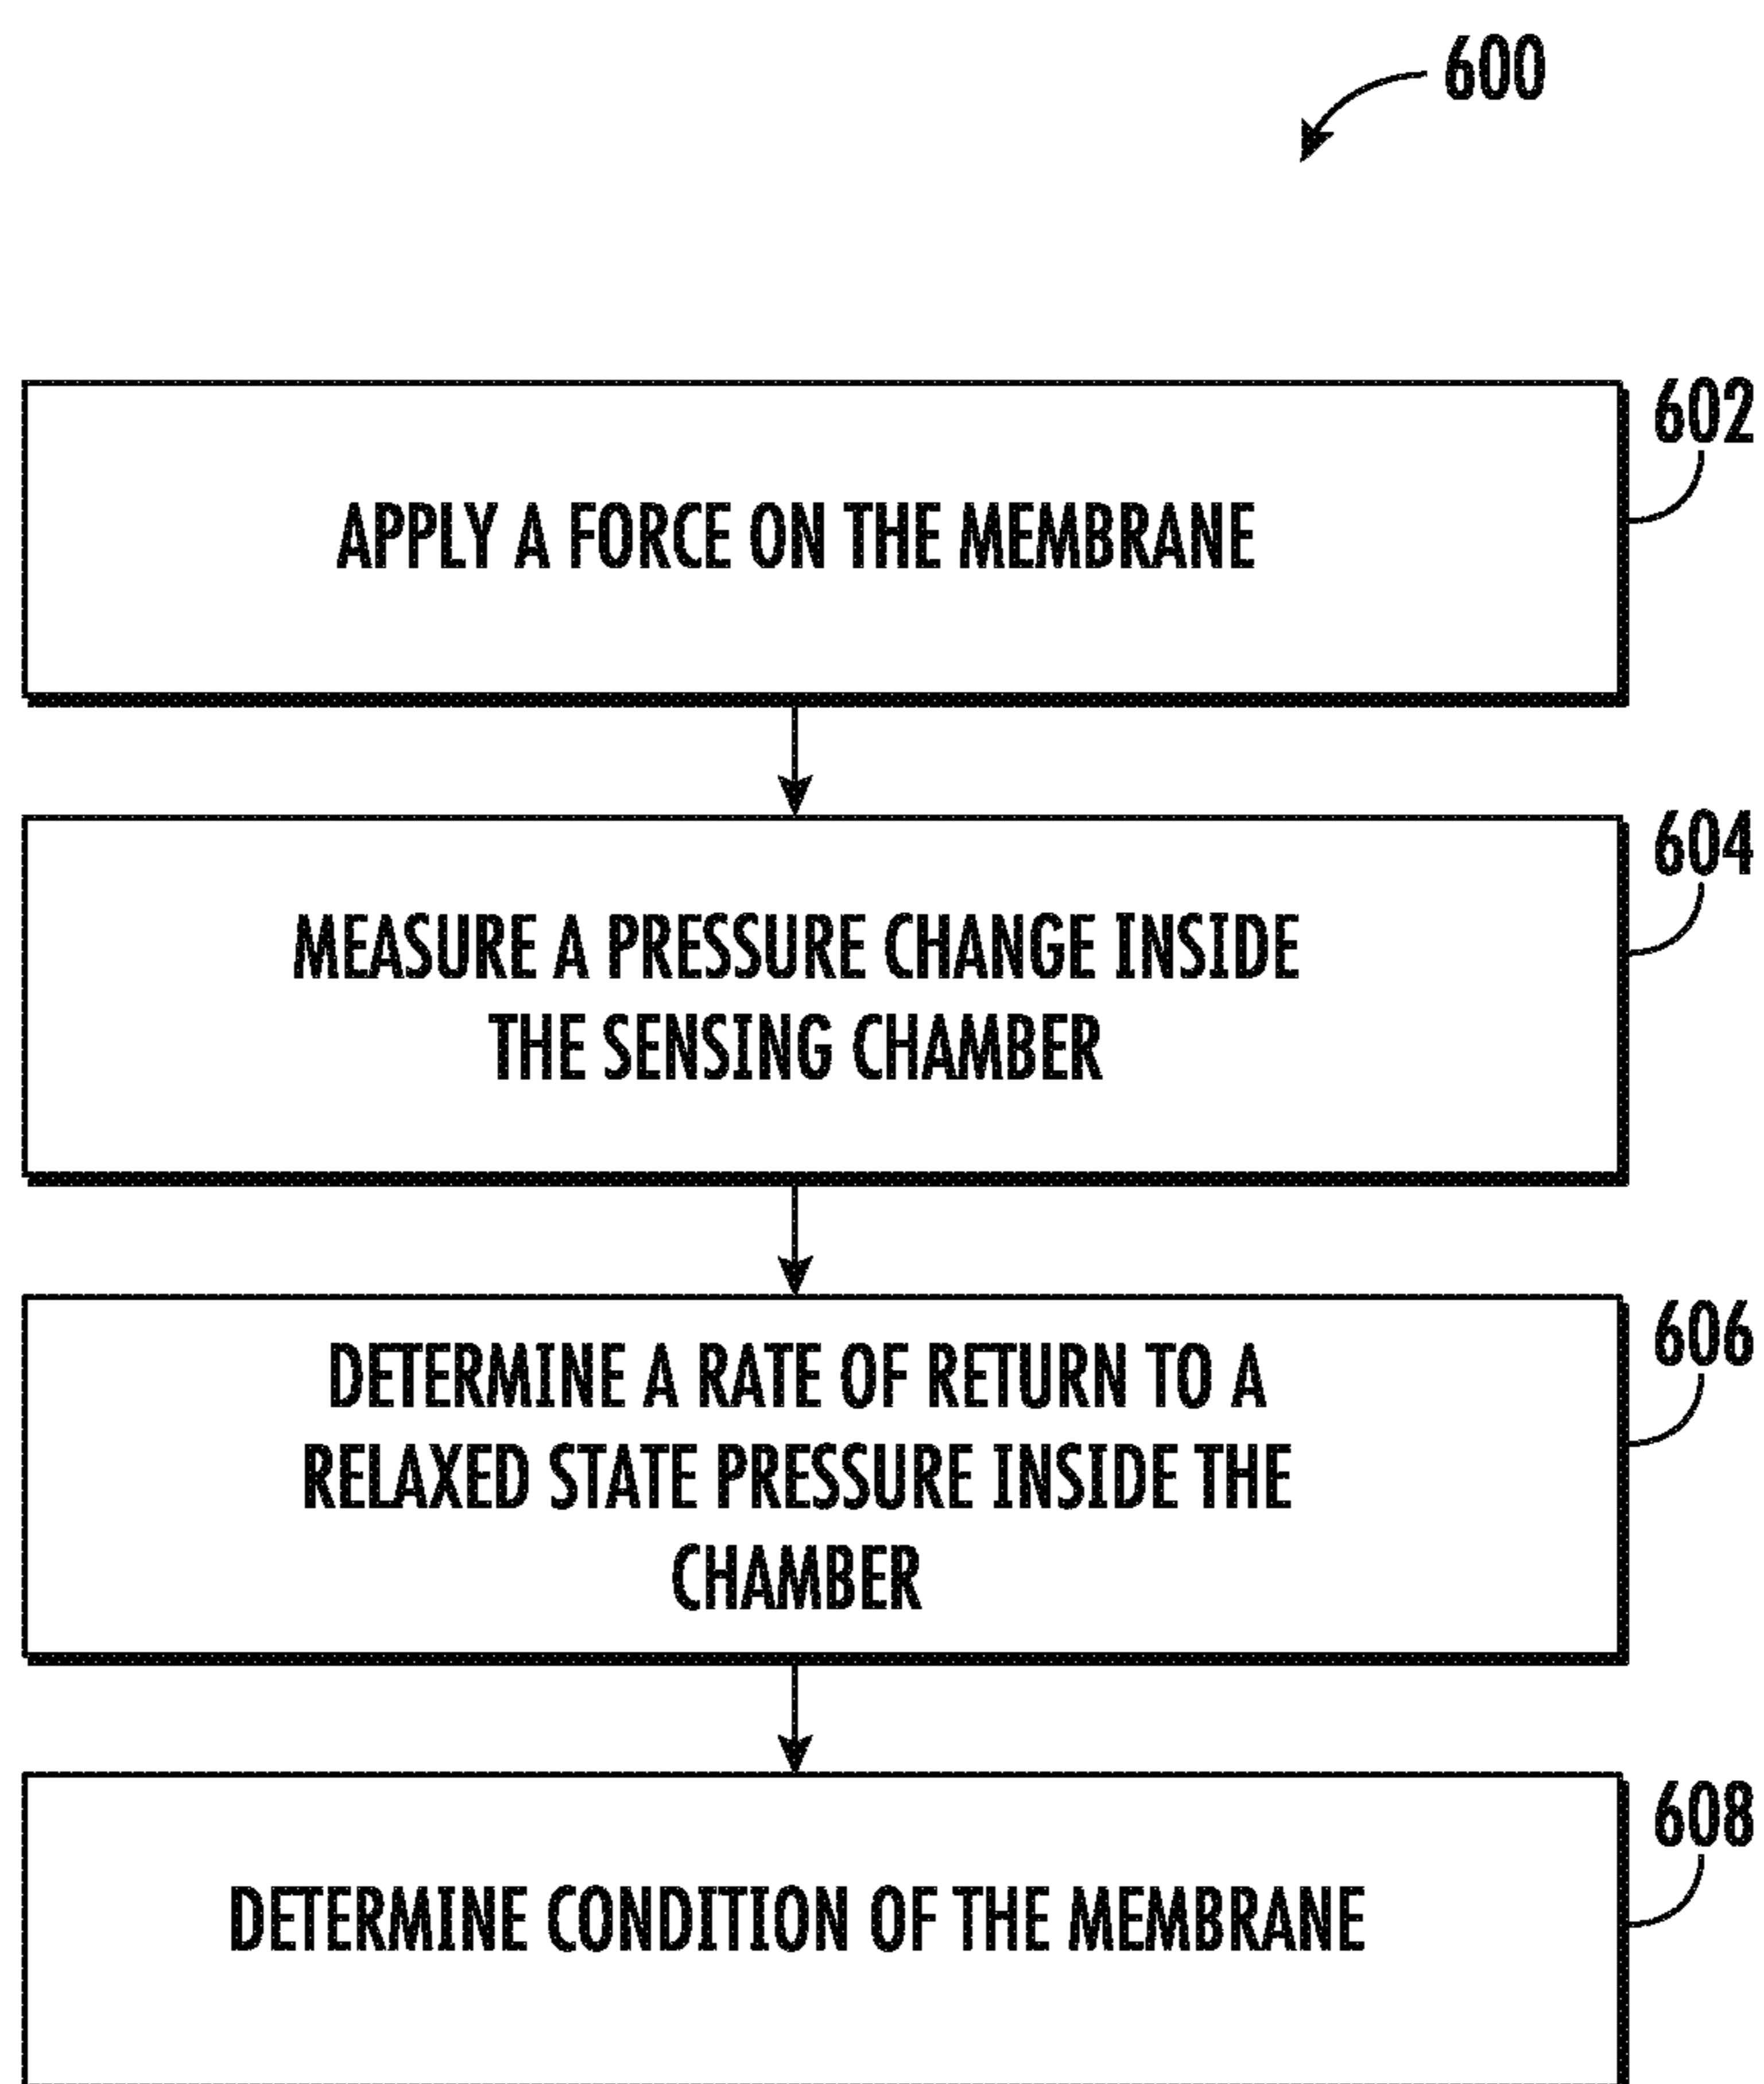 600
602
APPLY A FORCE ON THE MEMBRANE
604
MEASURE A PRESSURE CHANGE INSIDE
THE SENSING CHAMBER
606
DETERMINE A RATE OF RETURN TO A
RELAXED STATE PRESSURE INSIDE THE
CHAMBER
608
DETERMINE CONDITION OF THE MEMBRANE